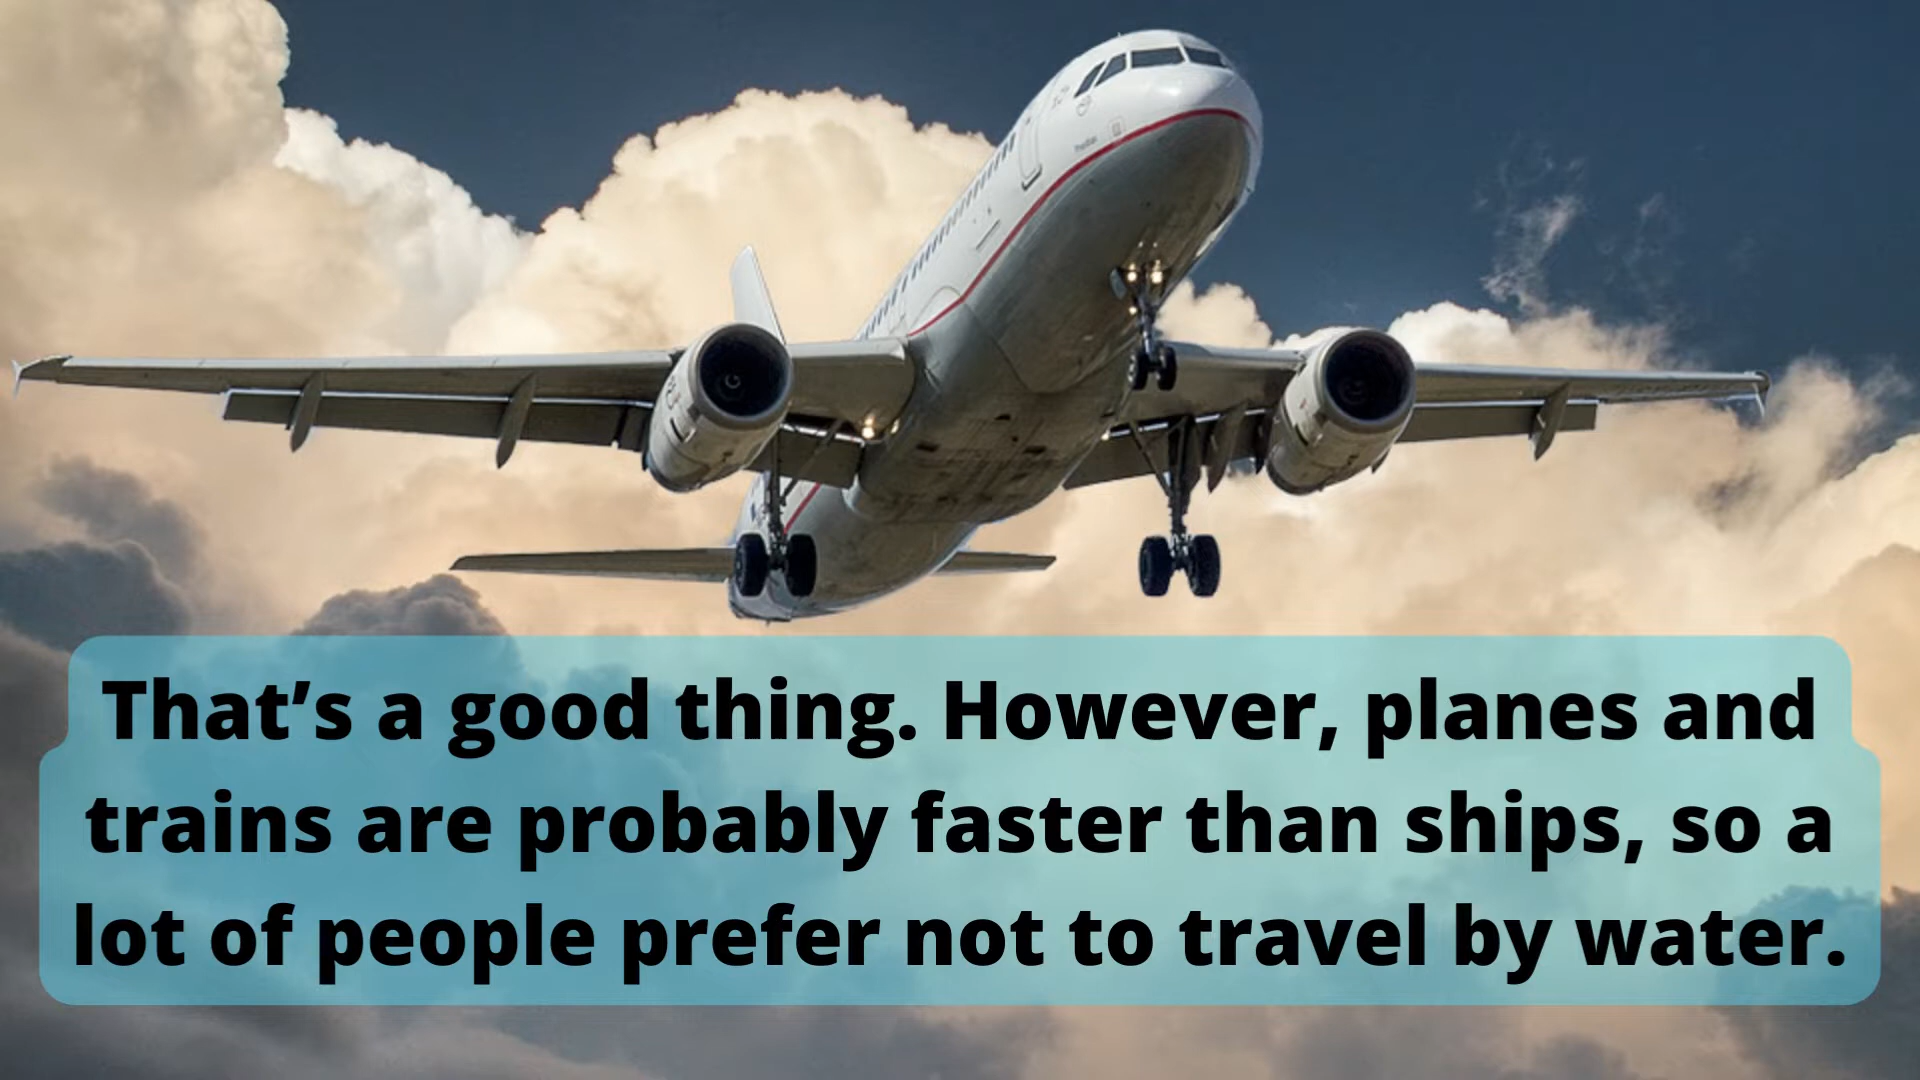 That’s a good thing. However, planes and
trains are probably faster than ships, so a
lot of people prefer not to travel by water.